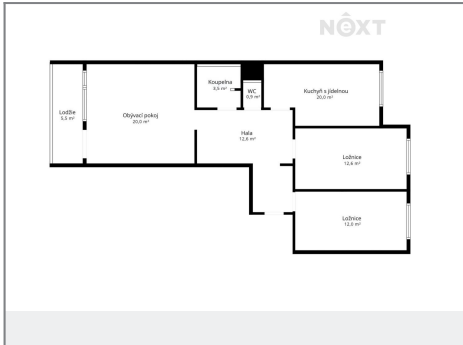 NEXT
Koupelna
3,5 m²
WC
0,9 m²
Kuchyň s jídelnou
20,0 m²
Lodžie
5,5 m²
Obývací pokoj
20,0 m²
Hala
12,6 m²
Ložnice
12,6 m²
Ložnice
12,0 m²